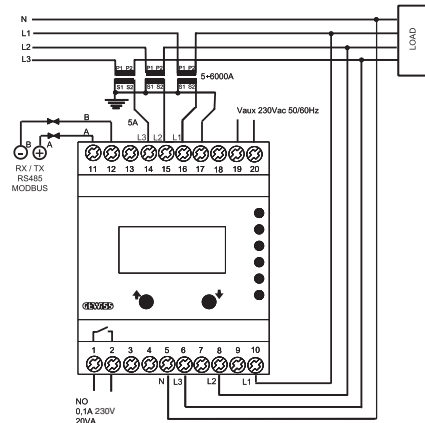 N
L1
L2
L3
P1 P2 P1 P2 P1 P2
S1 S2 S1 S2 S1 S2
5÷6000A
LOAD
B
A
B A
5A
L3 L2 L1
Vaux 230Vac 50/60Hz
RX / TX
RS485
MODBUS
11 12 13 14 15 16 17 18 19 20
GEWISS
1 2 3 4 5 6 7 8 9 10
N L3 L2 L1
NO
0,1A 230V
20VA